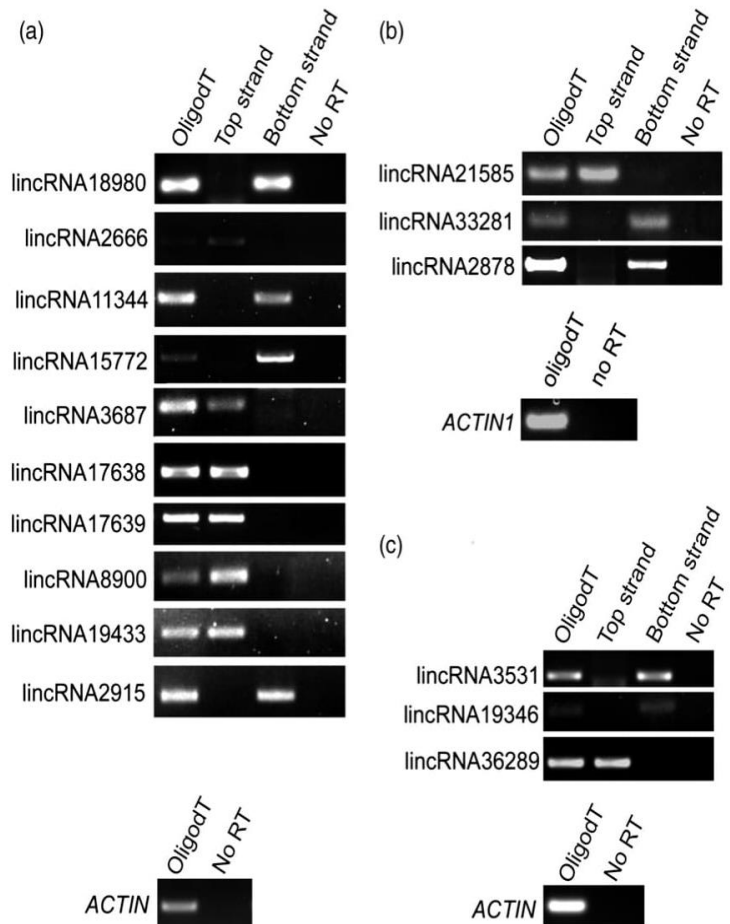 (a)
OligodT
Top strand
Bottom strand
No RT
lincRNA18980
lincRNA2666
lincRNA11344
lincRNA15772
lincRNA3687
lincRNA17638
lincRNA17639
lincRNA8900
lincRNA19433
lincRNA2915
OligodT
No RT
ACTIN
(b)
OligodT
Top strand
Bottom strand
No RT
lincRNA21585
lincRNA33281
lincRNA2878
oligodT
no RT
ACTIN1
(c)
OligodT
Top strand
Bottom strand
No RT
lincRNA3531
lincRNA19346
lincRNA36289
OligodT
No RT
ACTIN